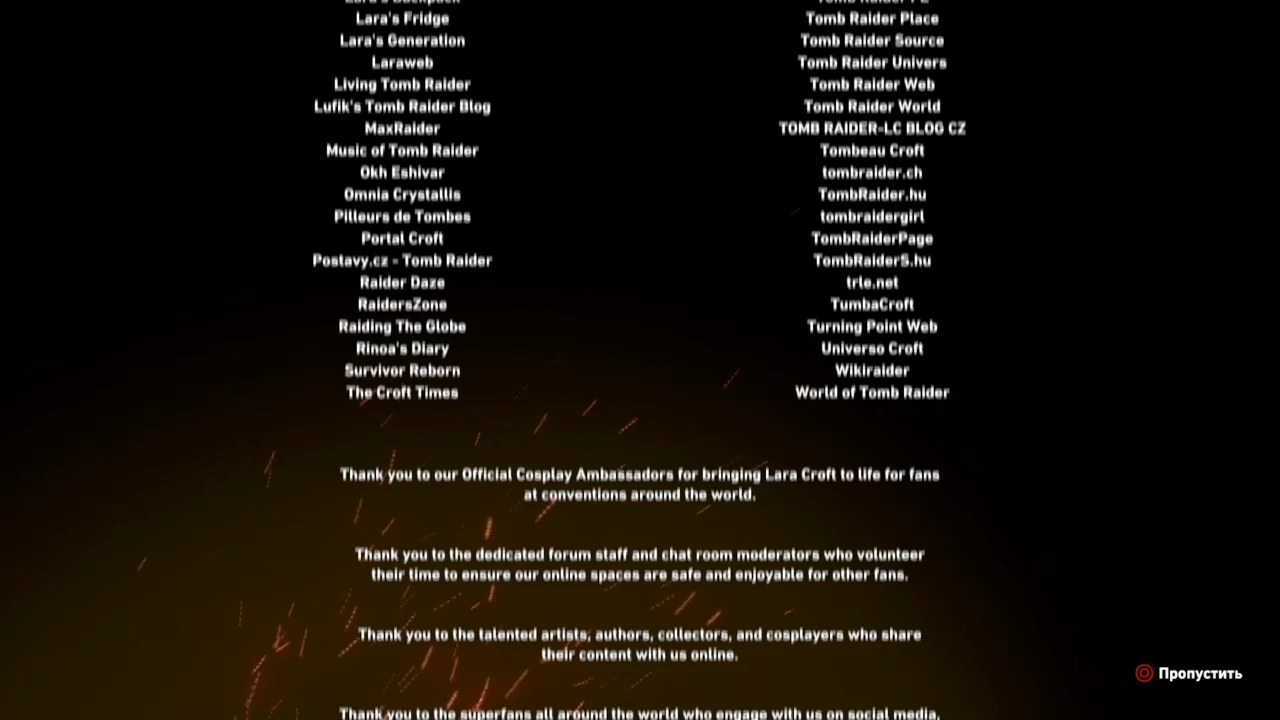 Lara's Backpack
Lara's Fridge
Lara's Generation
Laraweb
Living Tomb Raider
Lufik's Tomb Raider Blog
MaxRaider
Music of Tomb Raider
Okh Eshivar
Omnia Crystallis
Pilleurs de Tombes
Portal Croft
Postavy.cz - Tomb Raider
Raider Daze
RaidersZone
Raiding The Globe
Rinoa's Diary
Survivor Reborn
The Croft Times
Tomb Raider
Tomb Raider Place
Tomb Raider Source
Tomb Raider Univers
Tomb Raider Web
Tomb Raider World
TOMB RAIDER-LC BLOG CZ
Tombeau Croft
tombraider.ch
TombRaider.hu
tombraidergirl
TombRaiderPage
TombRaiderS.hu
trle.net
TumbaCroft
Turning Point Web
Universo Croft
Wikiraider
World of Tomb Raider
Thank you to our Official Cosplay Ambassadors for bringing Lara Croft to life for fans
at conventions around the world.
Thank you to the dedicated forum staff and chat room moderators who volunteer
their time to ensure our online spaces are safe and enjoyable for other fans.
Thank you to the talented artists, authors, collectors, and cosplayers who share
their content with us online.
Thank you to the superfans all around the world who engage with us on social media,
Пропустить